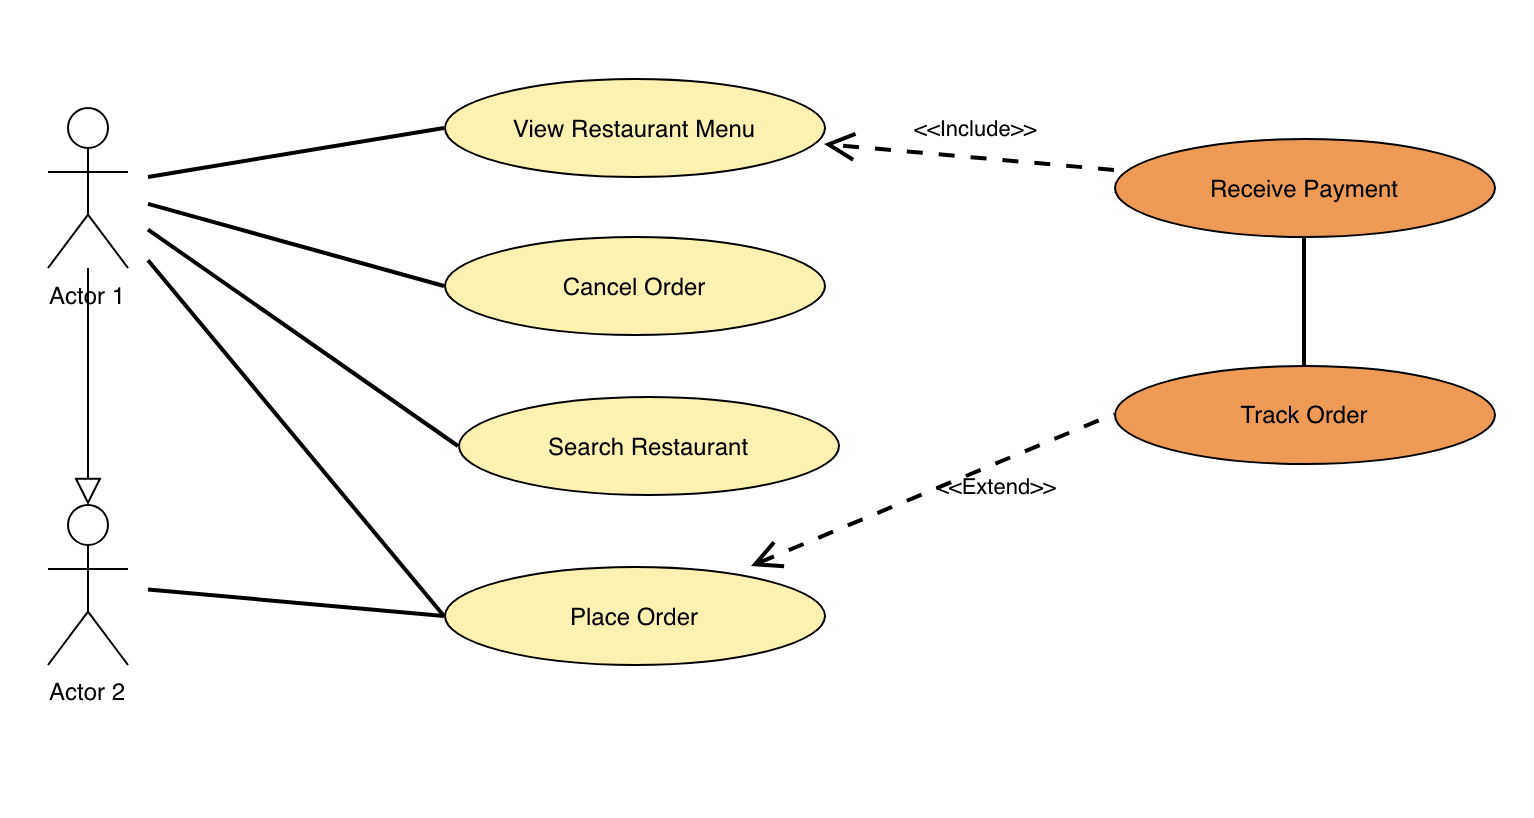 View Restaurant Menu
<<Include>>
Receive Payment
Cancel Order
Actor 1
Track Order
Search Restaurant
<<Extend>>
Place Order
Actor 2